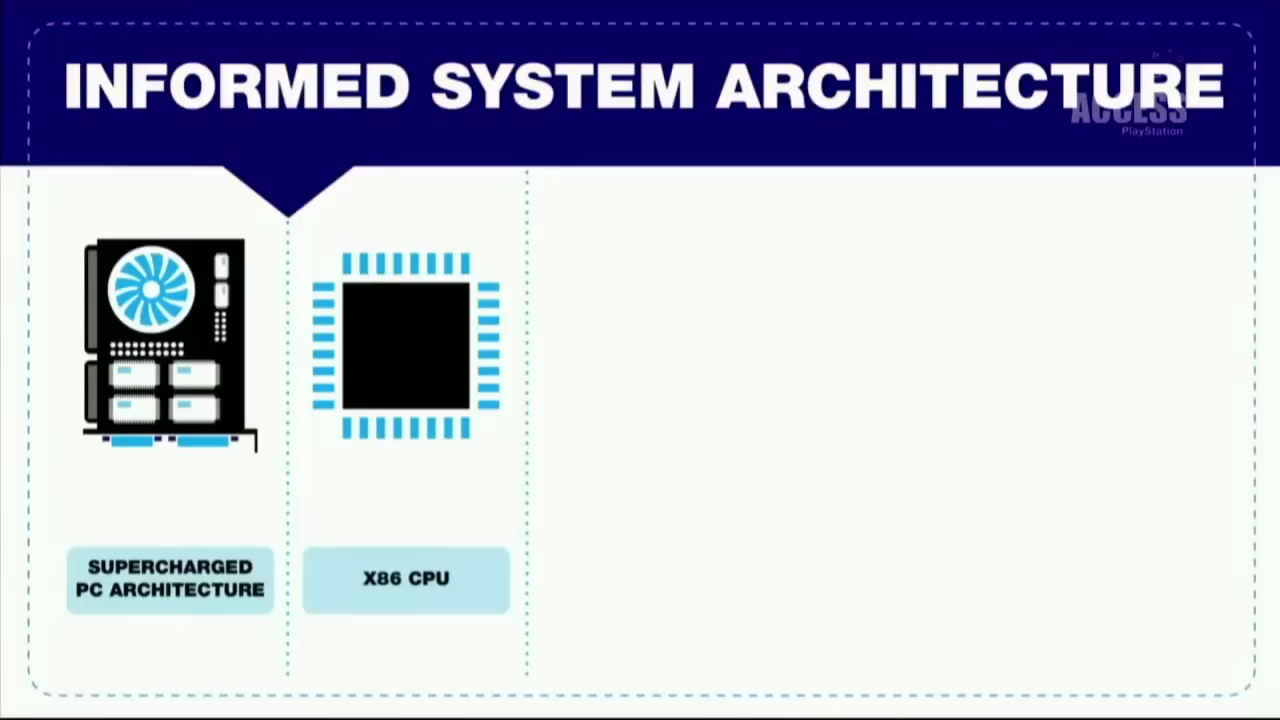 INFORMED SYSTEM ARCHITECTURE
ACCESS
PlayStation
SUPERCHARGED
PC ARCHITECTURE
X86 CPU